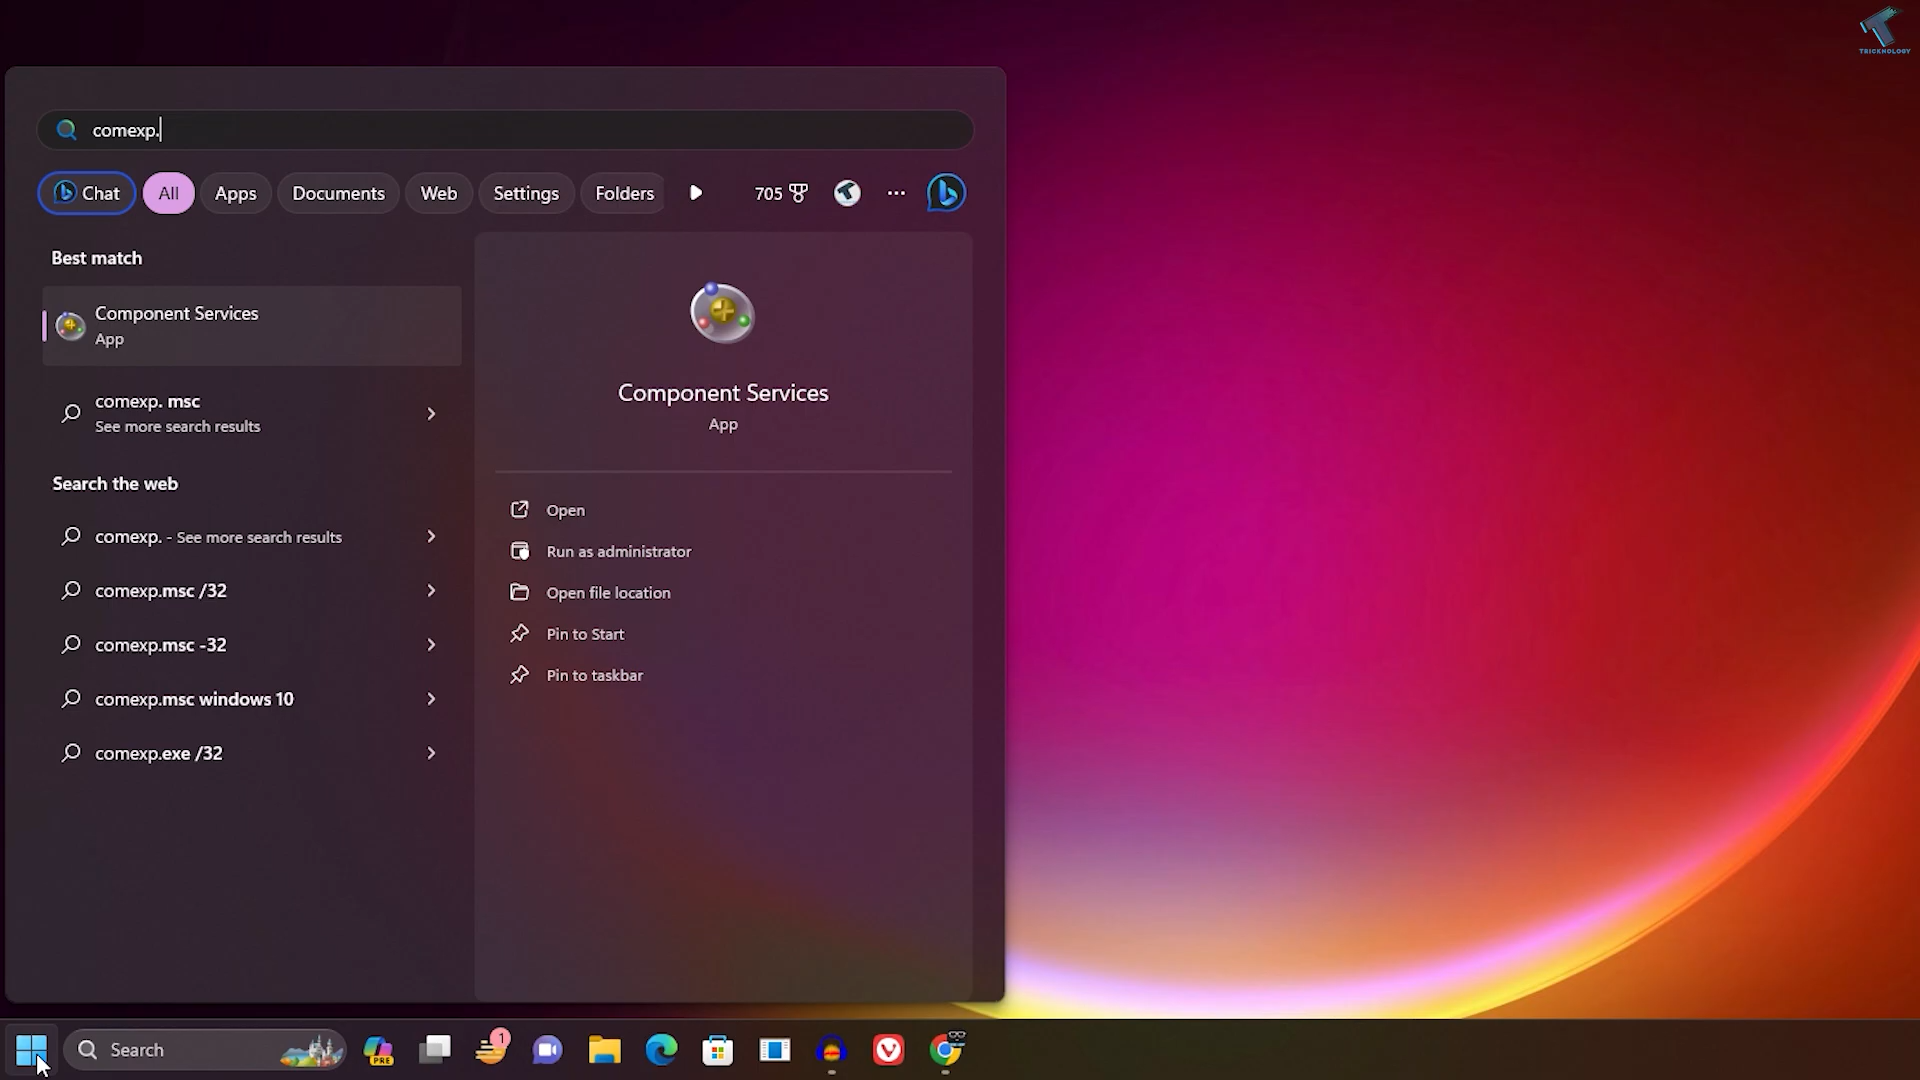 TRICKNOLOGY
comexp.
Chat All Apps Documents Web Settings Folders 705
Best match
Component Services
App
comexp. msc
See more search results
Search the web
comexp. - See more search results
comexp.msc /32
comexp.msc -32
comexp.msc windows 10
comexp.exe /32
Component Services
App
Open
Run as administrator
Open file location
Pin to Start
Pin to taskbar
Search
PRE
1